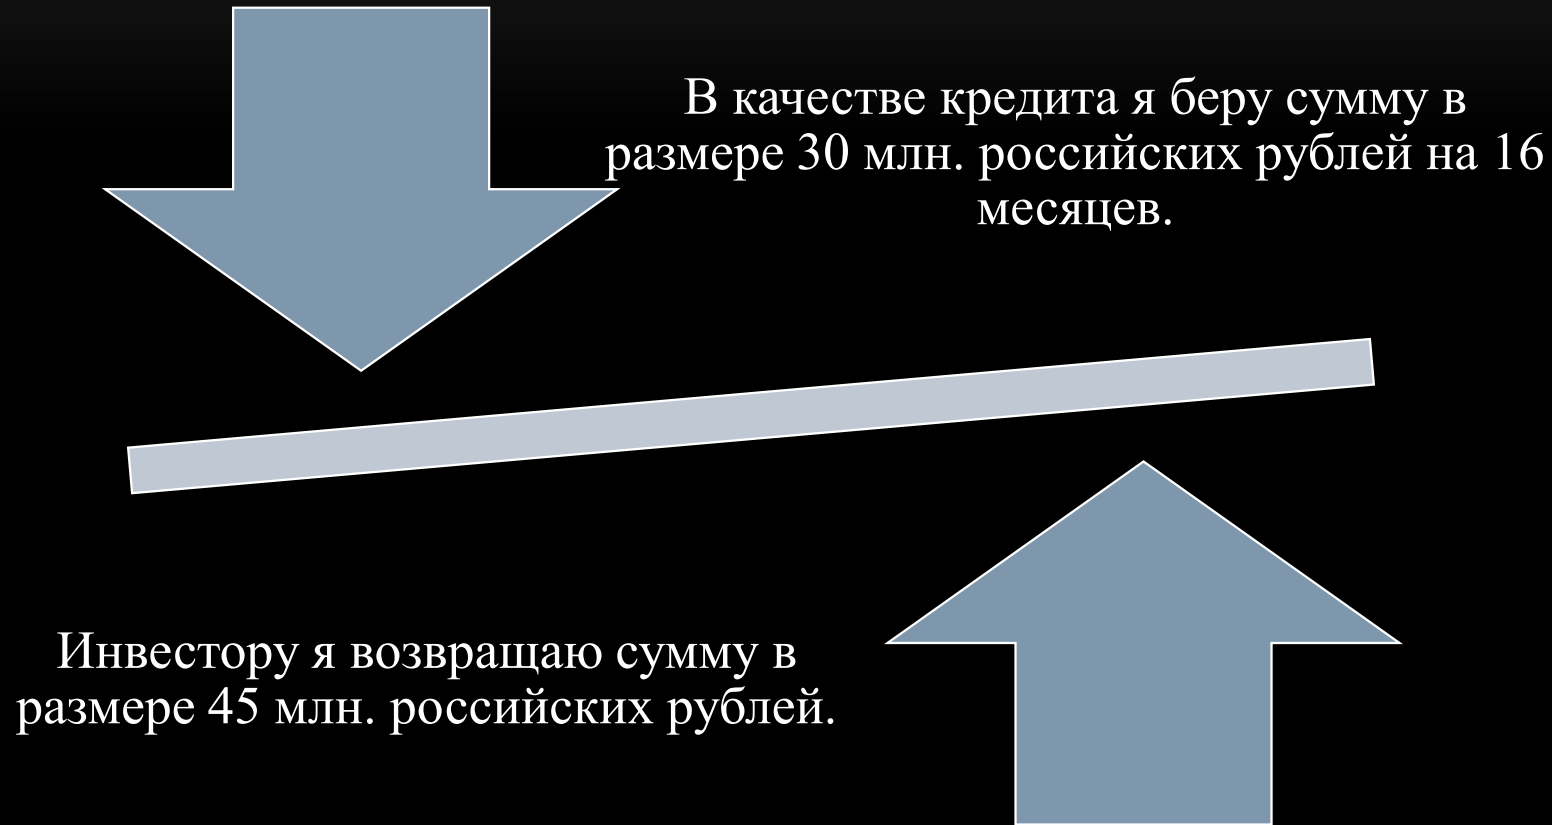 В качестве кредита я беру сумму в
размере 30 млн. российских рублей на 16
месяцев.
Инвестору я возвращаю сумму в
размере 45 млн. российских рублей.